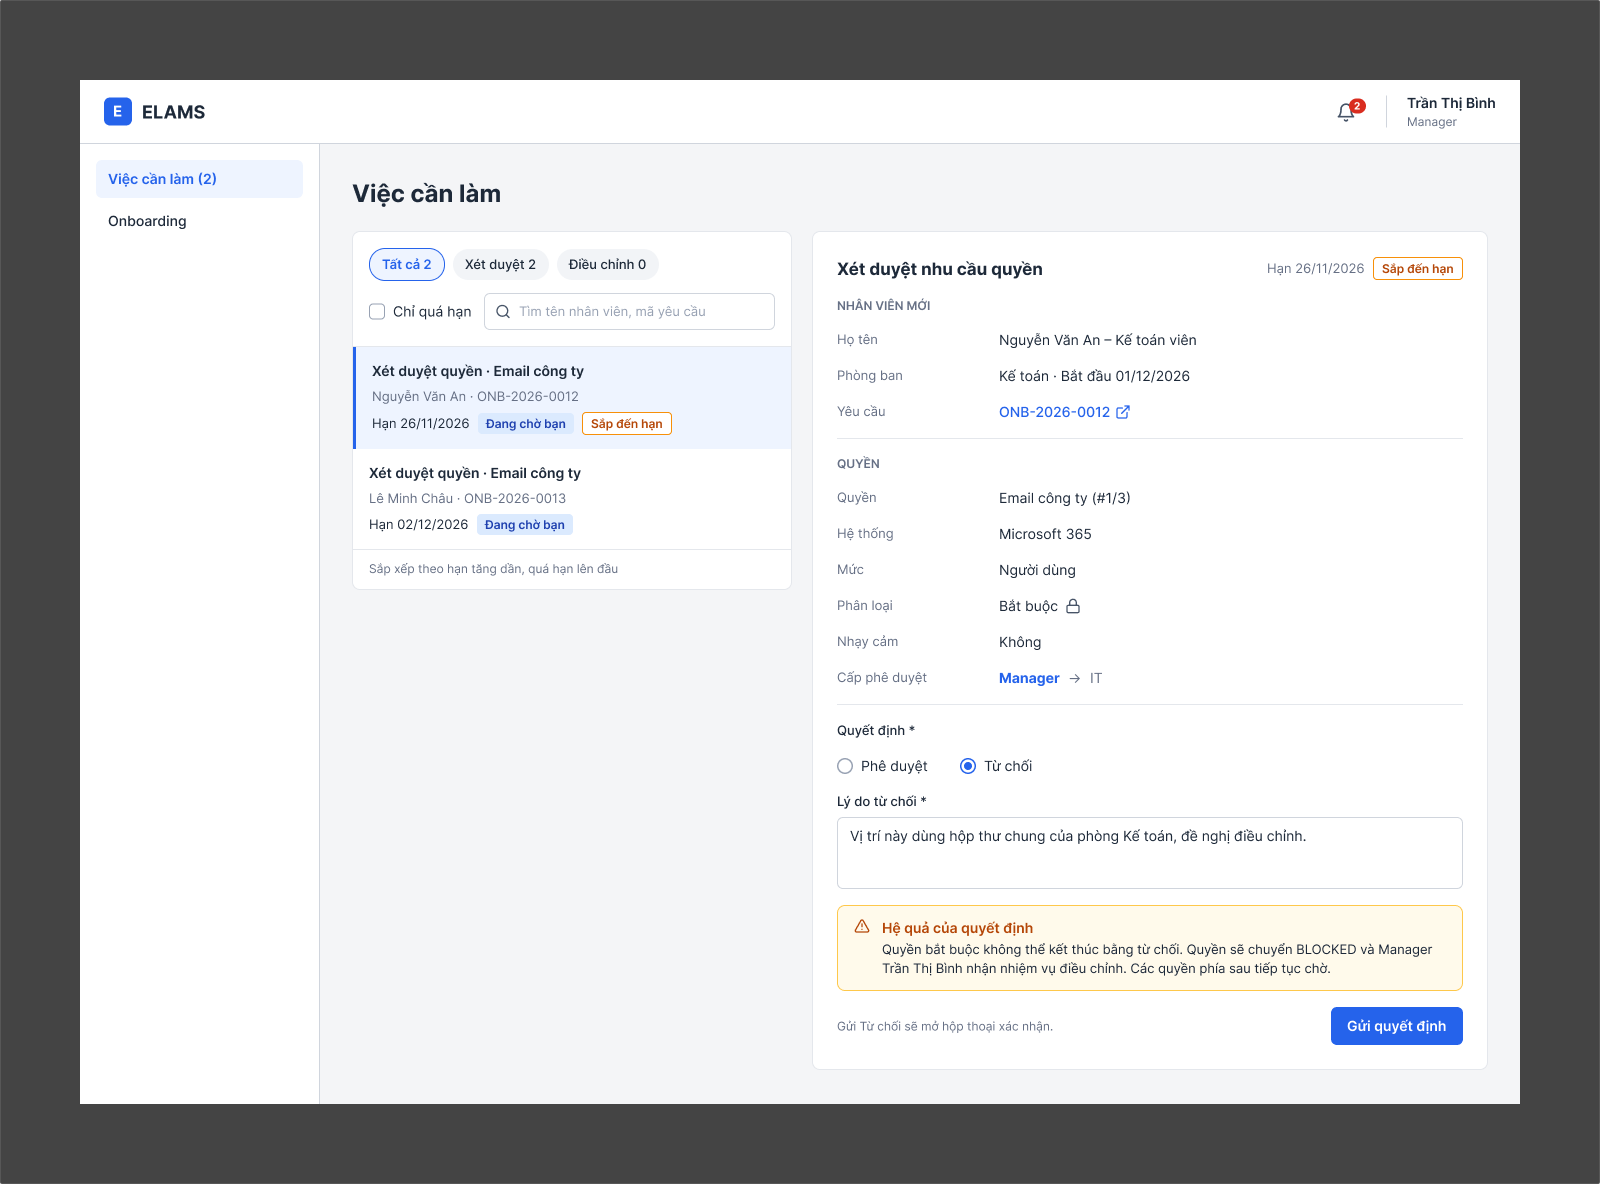 E ELAMS
2
Trần Thị Bình
Manager
Việc cần làm (2)
Onboarding
Việc cần làm
Tất cả 2
Xét duyệt 2
Điều chỉnh 0
Chỉ quá hạn
Tìm tên nhân viên, mã yêu cầu
Xét duyệt quyền · Email công ty
Nguyễn Văn An · ONB-2026-0012
Hạn 26/11/2026 Đang chờ bạn Sắp đến hạn
Xét duyệt quyền · Email công ty
Lê Minh Châu · ONB-2026-0013
Hạn 02/12/2026 Đang chờ bạn
Sắp xếp theo hạn tăng dần, quá hạn lên đầu
Xét duyệt nhu cầu quyền
Hạn 26/11/2026 Sắp đến hạn
NHÂN VIÊN MỚI
Họ tên Nguyễn Văn An – Kế toán viên
Phòng ban Kế toán · Bắt đầu 01/12/2026
Yêu cầu ONB-2026-0012
QUYỀN
Quyền Email công ty (#1/3)
Hệ thống Microsoft 365
Mức Người dùng
Phân loại Bắt buộc
Nhạy cảm Không
Cấp phê duyệt Manager → IT
Quyết định *
Phê duyệt Từ chối
Lý do từ chối *
Vị trí này dùng hộp thư chung của phòng Kế toán, đề nghị điều chỉnh.
Hệ quả của quyết định
Quyền bắt buộc không thể kết thúc bằng từ chối. Quyền sẽ chuyển BLOCKED và Manager
Trần Thị Bình nhận nhiệm vụ điều chỉnh. Các quyền phía sau tiếp tục chờ.
Gửi Từ chối sẽ mở hộp thoại xác nhận.
Gửi quyết định